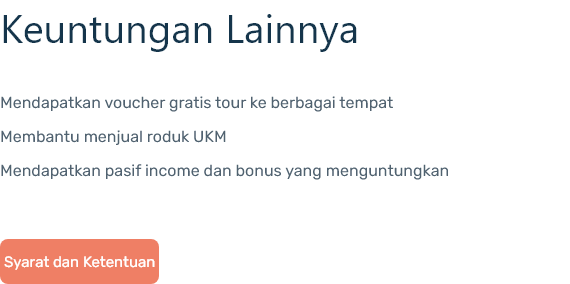 Keuntungan Lainnya
Mendapatkan voucher gratis tour ke berbagai tempat
Membantu menjual roduk UKM
Mendapatkan pasif income dan bonus yang menguntungkan
Syarat dan Ketentuan